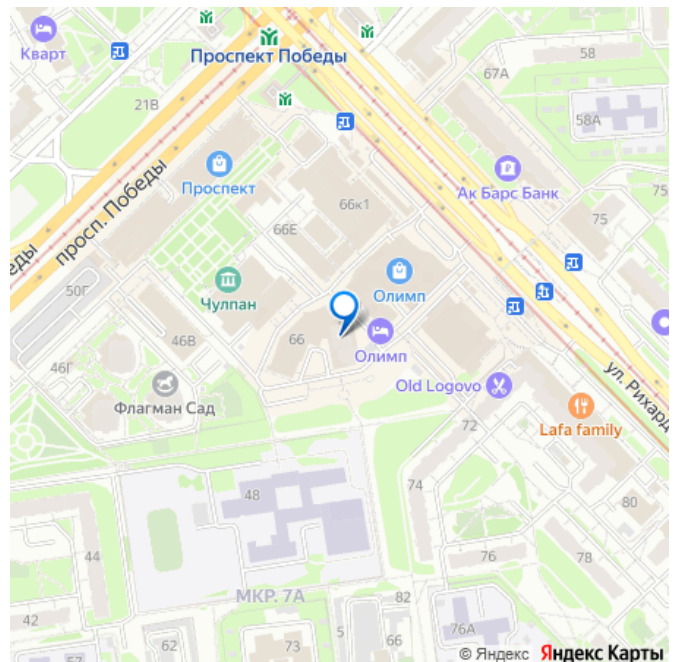 Кварт
Проспект Победы
58
67А
21В
58А
Проспект
просп. Победы
Ак Барс Банк
75
66к1
66Е
75
еды
50Г
Чулпан
Олимп
46В
66
Олимп
46Г
Флагман Сад
Old Logovo
ул. Рихард
Lafa family
72
74
48
80
44
76
78
МКР. 7А
42
82
62
73
5
66
76А
57
© Яндекс Яндекс Карты